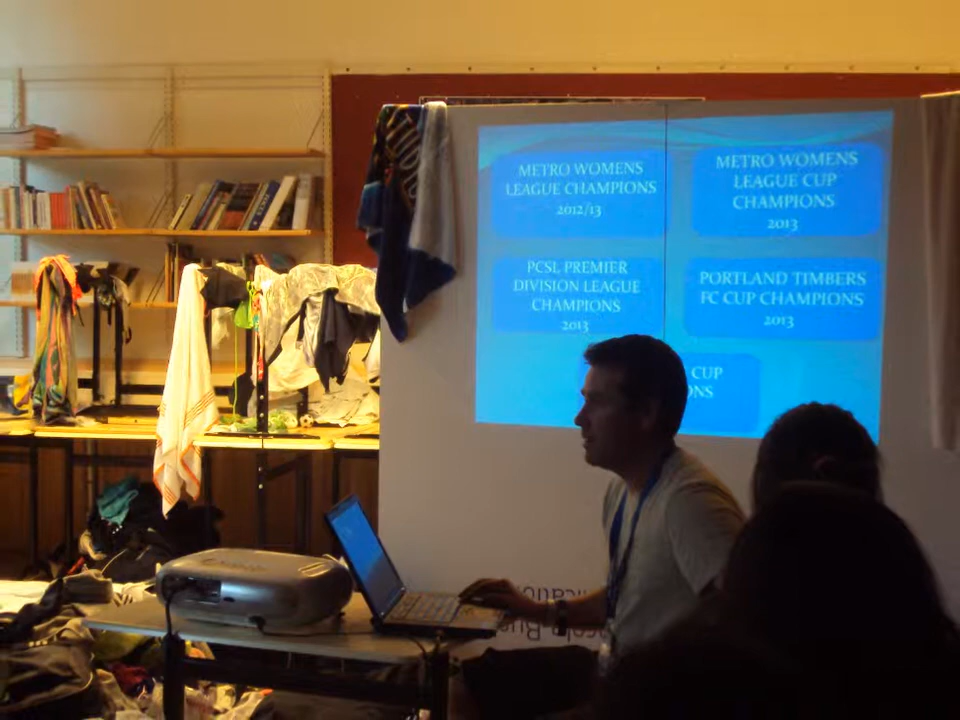 METRO WOMENS
LEAGUE CHAMPIONS
2012/13
METRO WOMENS
LEAGUE CUP
CHAMPIONS
2013
PCSL PREMIER
DIVISION LEAGUE
CHAMPIONS
2013
PORTLAND TIMBERS
FC CUP CHAMPIONS
2013
CUP